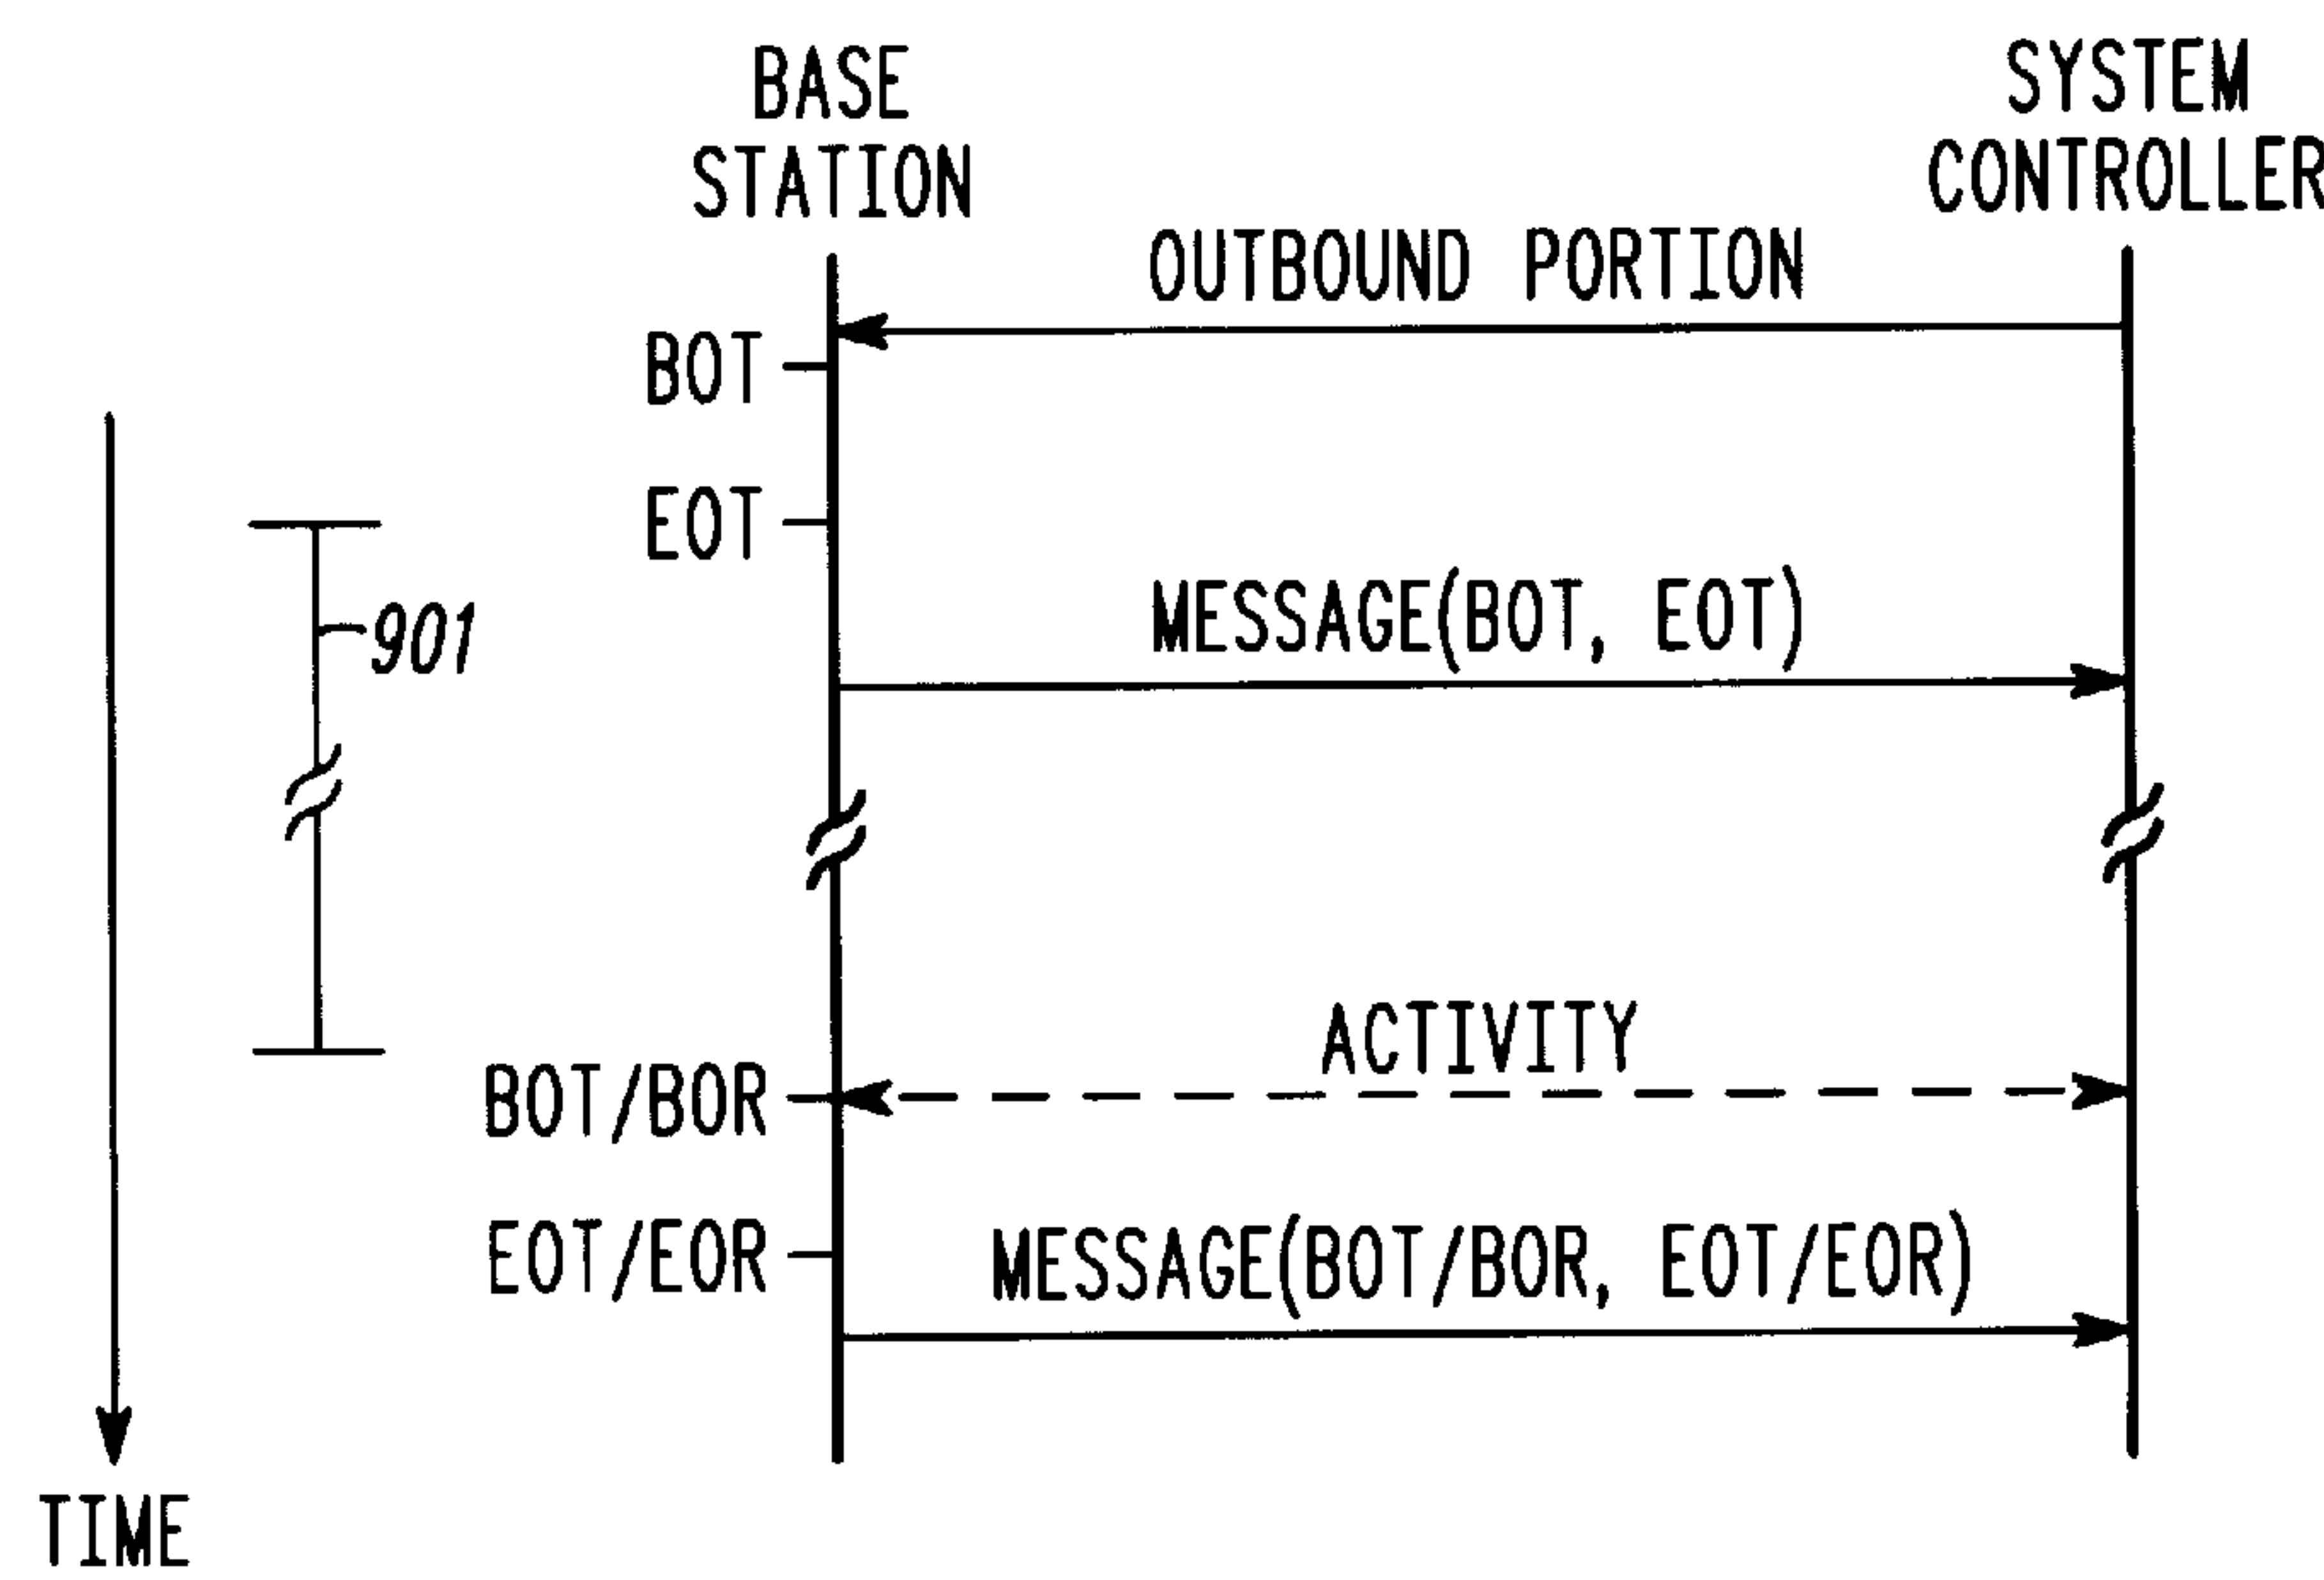 BASE
STATION
SYSTEM
CONTROLLER
OUTBOUND PORTION
BOT
EOT
MESSAGE(BOT, EOT)
901
ACTIVITY
BOT/BOR
EOT/EOR
MESSAGE(BOT/BOR, EOT/EOR)
TIME